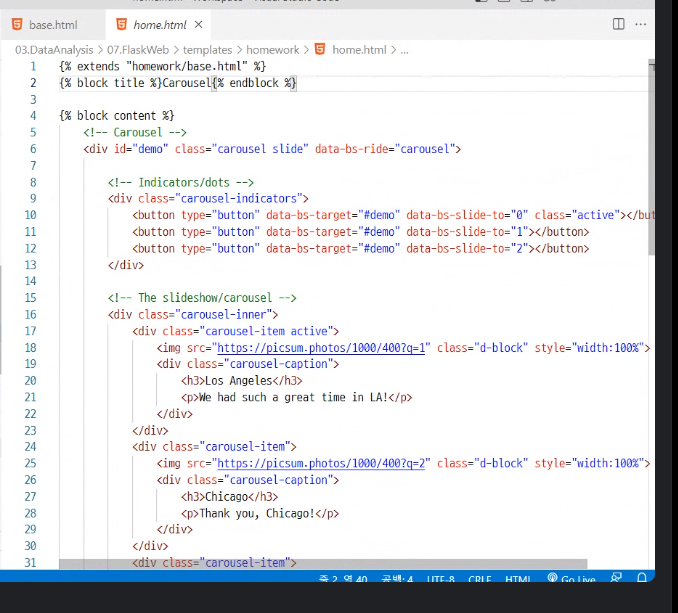 base.html home.html
03.DataAnalysis > 07.FlaskWeb > templates > homework > home.html > ...
1 {% extends "homework/base.html" %}
2 {% block title %}Carousel{% endblock %}
3
4 {% block content %}
5 <!-- Carousel -->
6 <div id="demo" class="carousel slide" data-bs-ride="carousel">
7
8 <!-- Indicators/dots -->
9 <div class="carousel-indicators">
10 <button type="button" data-bs-target="#demo" data-bs-slide-to="0" class="active"></but
11 <button type="button" data-bs-target="#demo" data-bs-slide-to="1"></button>
12 <button type="button" data-bs-target="#demo" data-bs-slide-to="2"></button>
13 </div>
14
15 <!-- The slideshow/carousel -->
16 <div class="carousel-inner">
17 <div class="carousel-item active">
18 <img src="https://picsum.photos/1000/400?q=1" class="d-block" style="width:100%">
19 <div class="carousel-caption">
20 <h3>Los Angeles</h3>
21 <p>We had such a great time in LA!</p>
22 </div>
23 </div>
24 <div class="carousel-item">
25 <img src="https://picsum.photos/1000/400?q=2" class="d-block" style="width:100%">
26 <div class="carousel-caption">
27 <h3>Chicago</h3>
28 <p>Thank you, Chicago!</p>
29 </div>
30 </div>
31 <div class="carousel-item">
줄 2, 열 40 공백: 4 UTF-8 CRLF HTML Go Live